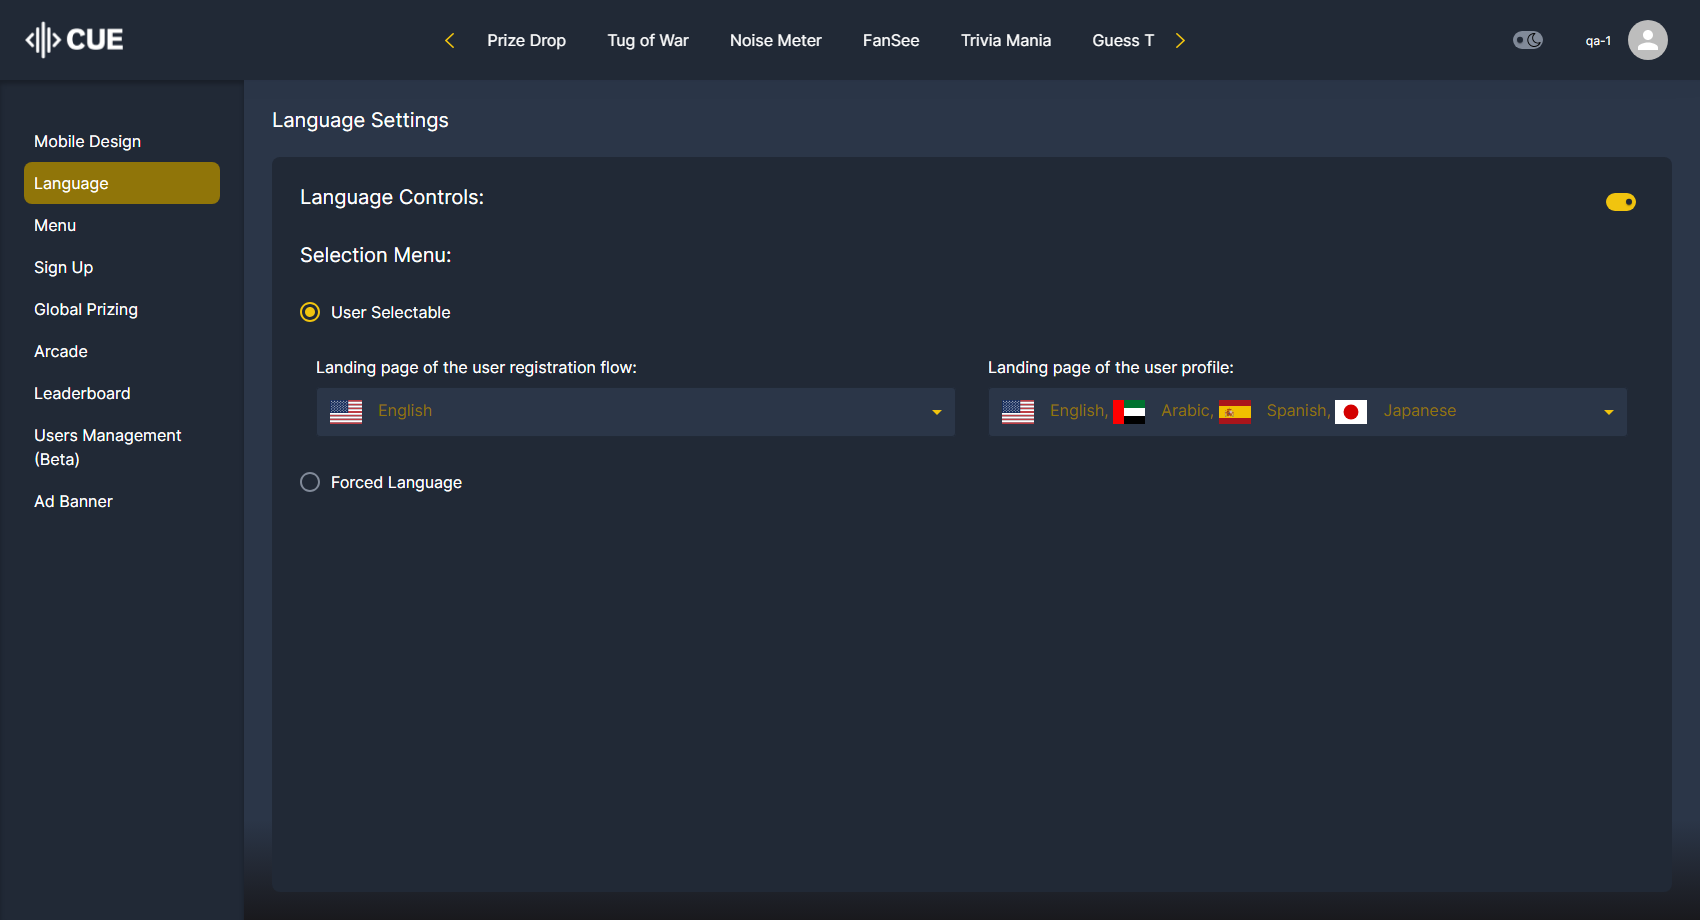 CUE
Prize Drop Tug of War Noise Meter FanSee Trivia Mania Guess T
qa-1
Mobile Design
Language
Menu
Sign Up
Global Prizing
Arcade
Leaderboard
Users Management
(Beta)
Ad Banner
Language Settings
Language Controls:
Selection Menu:
User Selectable
Landing page of the user registration flow:
English
Landing page of the user profile:
English, Arabic, Spanish, Japanese
Forced Language